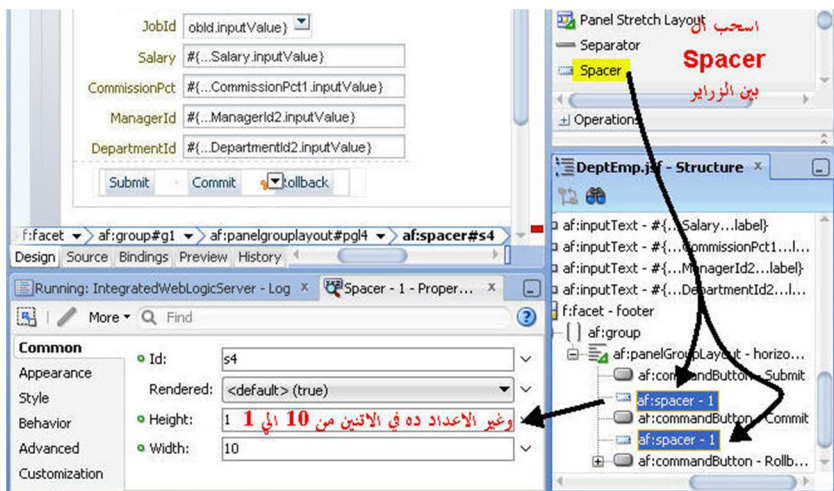 JobId obId.inputValue}
Salary #{...Salary.inputValue}
CommissionPct #{...CommissionPct1.inputValue}
ManagerId #{...ManagerId2.inputValue}
DepartmentId #{...DepartmentId2.inputValue}
Submit Commit ollback
f:facet af:group#g1 af:panelgrouplayout#pgl4 af:spacer#s4
Design Source Bindings Preview History
Panel Stretch Layout
Separator
Spacer
Operations
اسحب ال
Spacer
بين الزراير
DeptEmp.jsf - Structure x
af:inputText - #{...Salary...label}
af:inputText - #{...CommissionPct1...l...
af:inputText - #{...ManagerId2...label}
af:inputText - #{...DepartmentId2...l...
f:facet - footer
af:group
af:panelGroupLayout - horizo...
af:commandButton - Submit
af:spacer - 1
af:commandButton - Commit
af:spacer - 1
af:commandButton - Rollb...
Running: IntegratedWebLogicServer - Log x Spacer - 1 - Proper... x
More Find
Common
Appearance
Style
Behavior
Advanced
Customization
Id: s4
Rendered: <default> (true)
Height: 1
وغير الاعداد ده في الاتنين من 10 الي 1
Width: 10